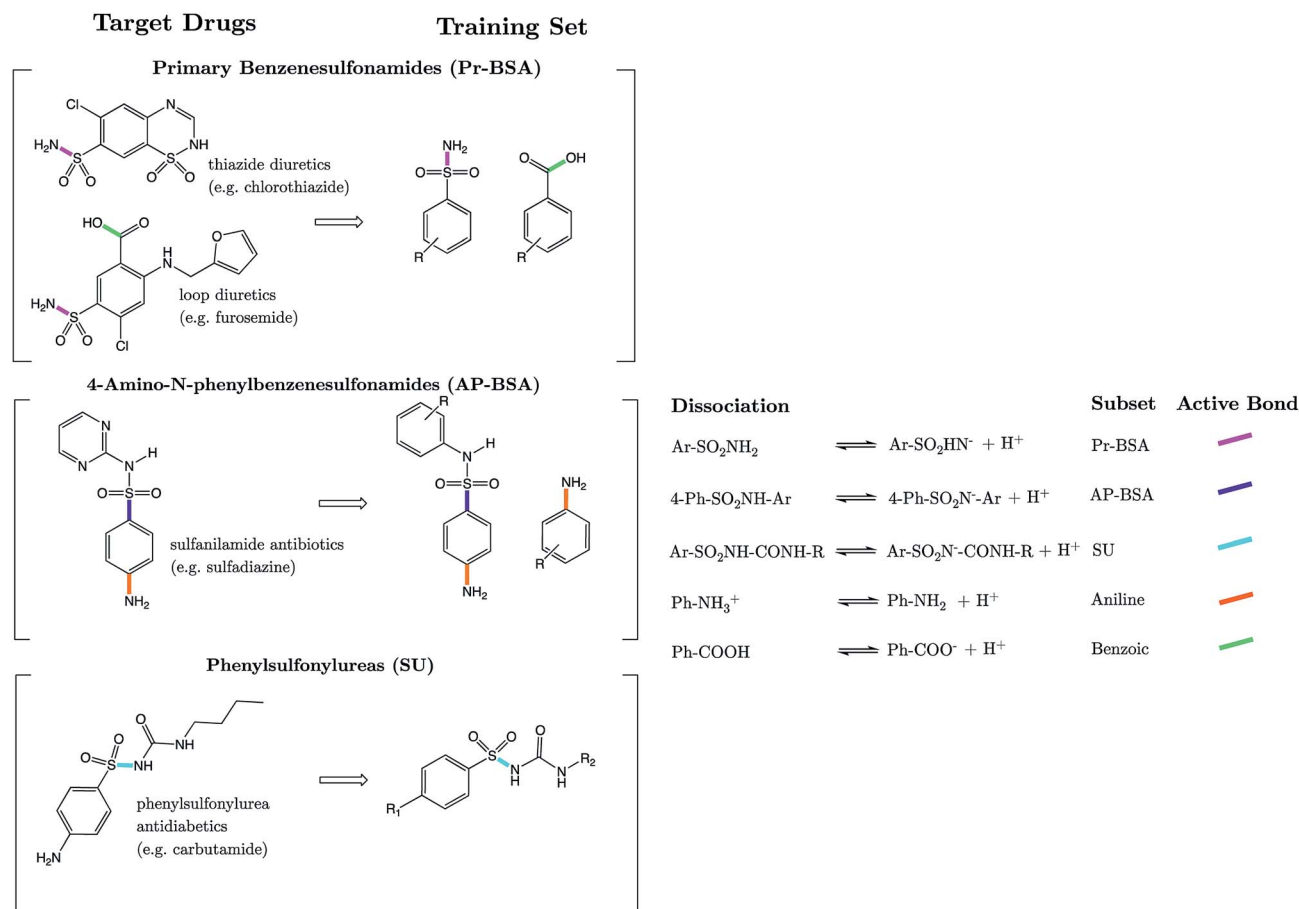 Target Drugs
Training Set
Primary Benzenesulfonamides (Pr-BSA)
Cl
N
H₂N
S
NH
S
O O
O O
thiazide diuretics
(e.g. chlorothiazide)
NH₂
O S O
R
O
OH
R
HO
O
H
N
O
H₂N
S
O O
Cl
loop diuretics
(e.g. furosemide)
4-Amino-N-phenylbenzenesulfonamides (AP-BSA)
N
N
N
H
O S O
NH₂
sulfanilamide antibiotics
(e.g. sulfadiazine)
R
N
H
O S O
NH₂
NH₂
R
Phenylsulfonylureas (SU)
O
O
O
S
NH
NH
H₂N
phenylsulfonylurea
antidiabetics
(e.g. carbutamide)
O
O
O
S
N
H
N
H
R₂
R₁
Dissociation Subset Active Bond
Ar-SO₂NH₂ ⇌ Ar-SO₂HN⁻ + H⁺ Pr-BSA
4-Ph-SO₂NH-Ar ⇌ 4-Ph-SO₂N⁻-Ar + H⁺ AP-BSA
Ar-SO₂NH-CONH-R ⇌ Ar-SO₂N⁻-CONH-R + H⁺ SU
Ph-NH₃⁺ ⇌ Ph-NH₂ + H⁺ Aniline
Ph-COOH ⇌ Ph-COO⁻ + H⁺ Benzoic